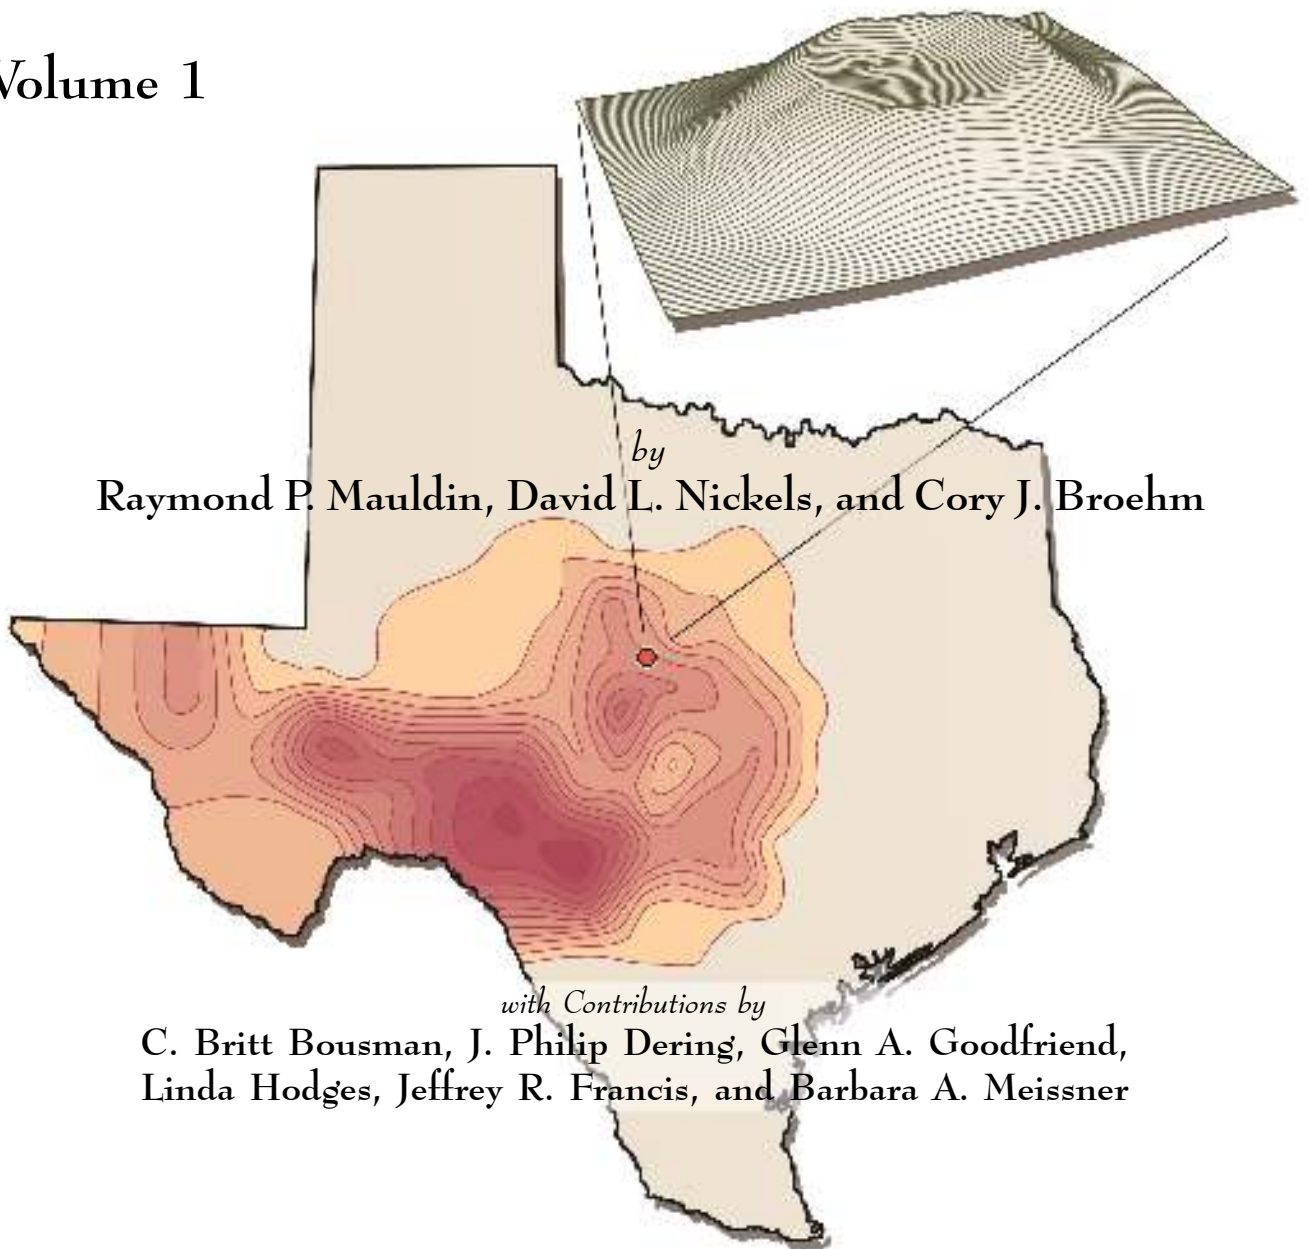 Volume 1
by
Raymond P. Mauldin, David L. Nickels, and Cory J. Broehm
with Contributions by
C. Britt Bousman, J. Philip Dering, Glenn A. Goodfriend,
Linda Hodges, Jeffrey R. Francis, and Barbara A. Meissner